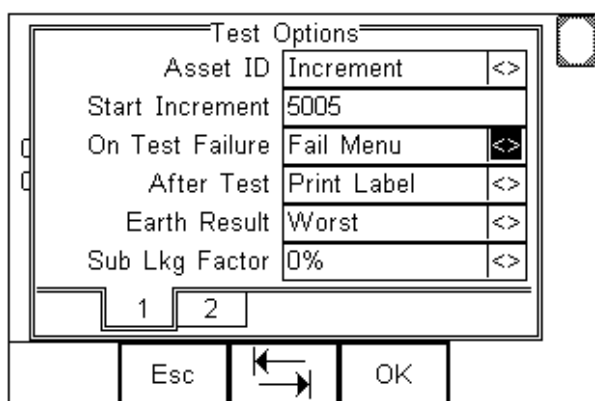 Test Options
Asset ID Increment <>
Start Increment 5005
On Test Failure Fail Menu <>
After Test Print Label <>
Earth Result Worst <>
Sub Lkg Factor 0% <>
1 2
Esc OK